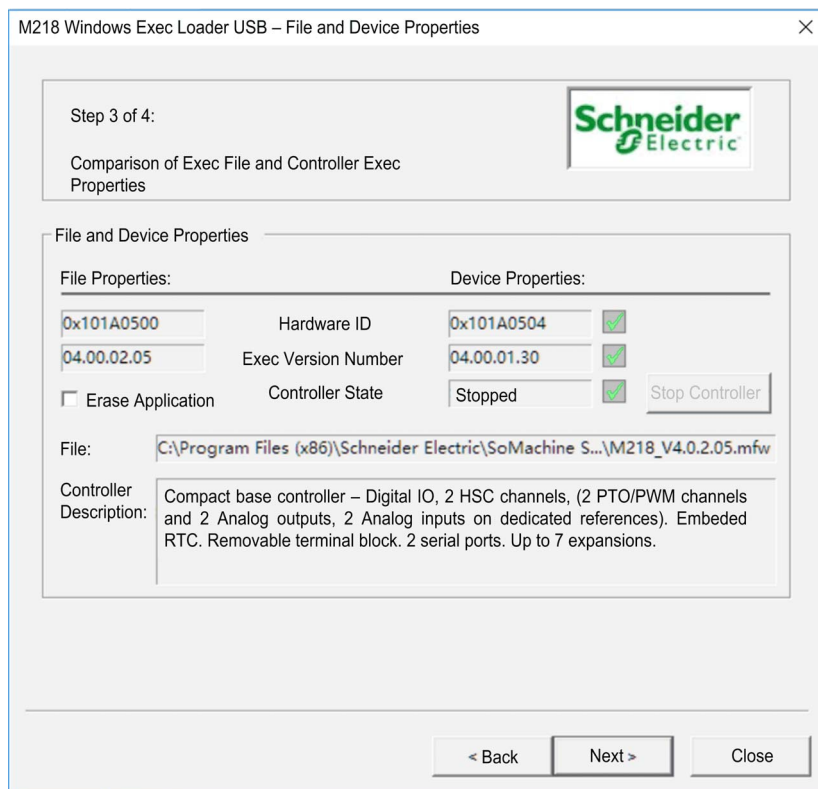 M218 Windows Exec Loader USB – File and Device Properties
Step 3 of 4:
Schneider
Electric
Comparison of Exec File and Controller Exec
Properties
File and Device Properties
File Properties:
Device Properties:
0x101A0500 Hardware ID 0x101A0504
04.00.02.05 Exec Version Number 04.00.01.30
Erase Application Controller State Stopped Stop Controller
File: C:\Program Files (x86)\Schneider Electric\SoMachine S...\M218_V4.0.2.05.mfw
Controller
Description:
Compact base controller – Digital IO, 2 HSC channels, (2 PTO/PWM channels
and 2 Analog outputs, 2 Analog inputs on dedicated references). Embeded
RTC. Removable terminal block. 2 serial ports. Up to 7 expansions.
< Back Next > Close